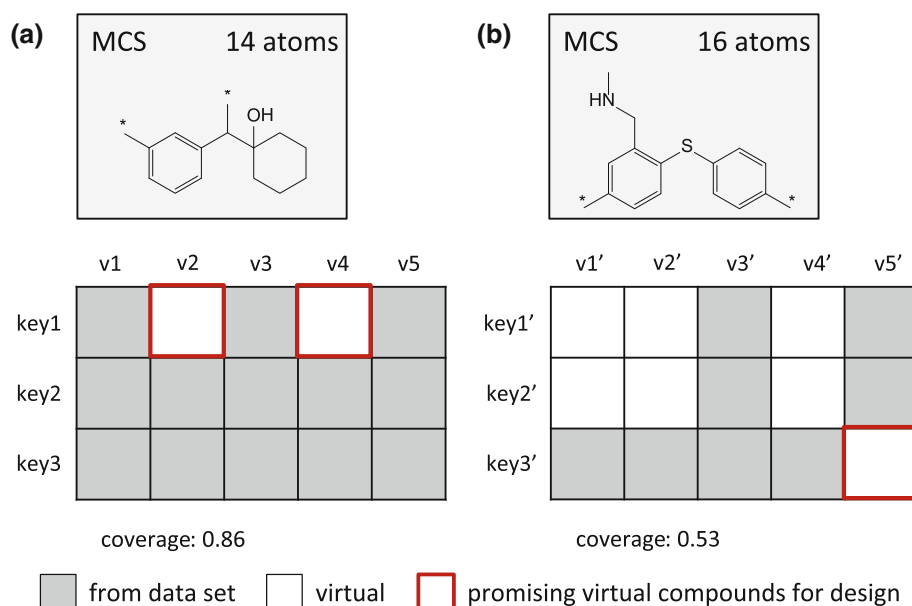 (a)
MCS 14 atoms
*
*
OH
v1 v2 v3 v4 v5
key1
key2
key3
coverage: 0.86
(b)
MCS 16 atoms
HN
S
*
*
v1’ v2’ v3’ v4’ v5’
key1’
key2’
key3’
coverage: 0.53
from data set virtual promising virtual compounds for design